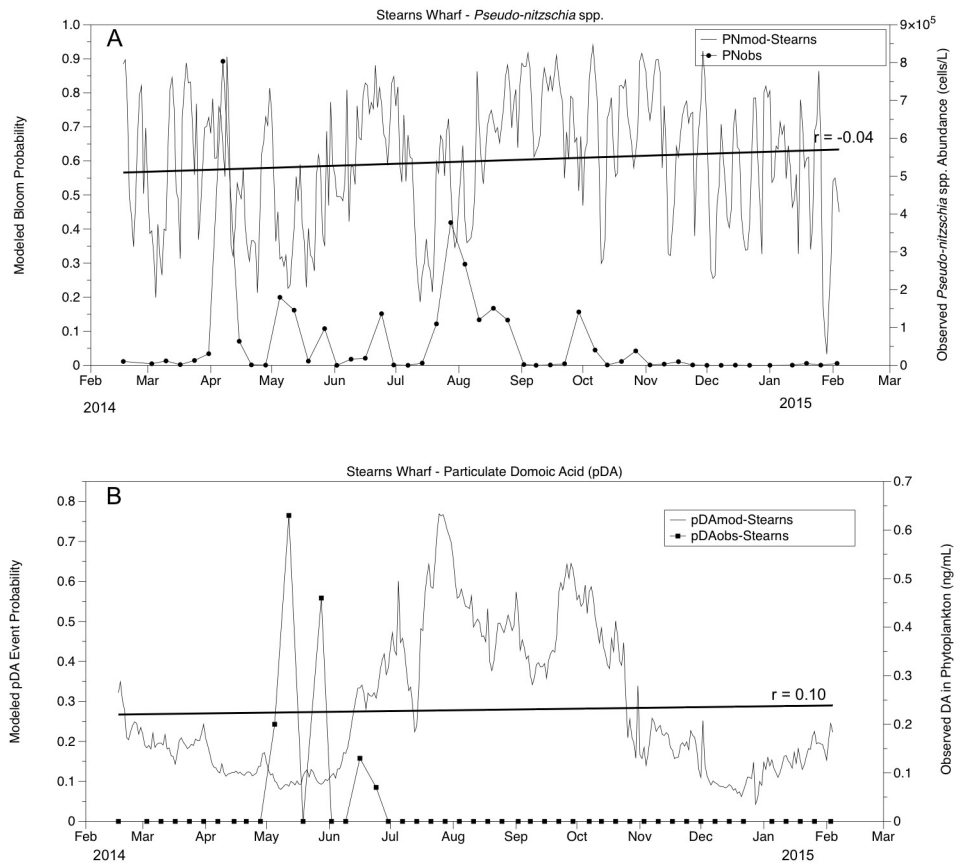 Stearns Wharf - Pseudo-nitzschia spp.
A
PNmod-Stearns
PNobs
r = -0.04
Modeled Bloom Probability
1.0
0.9
0.8
0.7
0.6
0.5
0.4
0.3
0.2
0.1
0
Observed Pseudo-nitzschia spp. Abundance (cells/L)
9×10⁵
8
7
6
5
4
3
2
1
0
Feb Mar Apr May Jun Jul Aug Sep Oct Nov Dec Jan Feb Mar
2014 2015
Stearns Wharf - Particulate Domoic Acid (pDA)
B
pDAmod-Stearns
pDAobs-Stearns
r = 0.10
Modeled pDA Event Probability
0.8
0.7
0.6
0.5
0.4
0.3
0.2
0.1
0
Observed DA in Phytoplankton (ng/mL)
0.7
0.6
0.5
0.4
0.3
0.2
0.1
0
Feb Mar Apr May Jun Jul Aug Sep Oct Nov Dec Jan Feb Mar
2014 2015